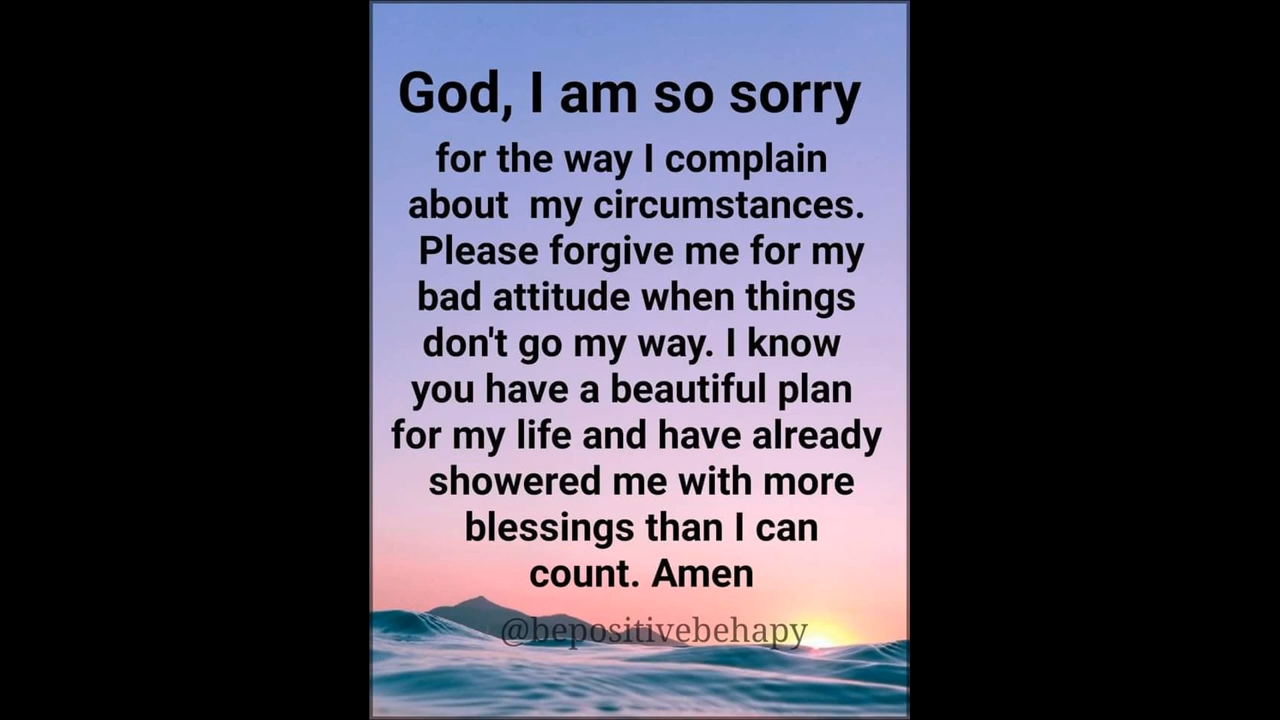 God, I am so sorry
for the way I complain
about my circumstances.
Please forgive me for my
bad attitude when things
don't go my way. I know
you have a beautiful plan
for my life and have already
showered me with more
blessings than I can
count. Amen
@bepositivebehapy